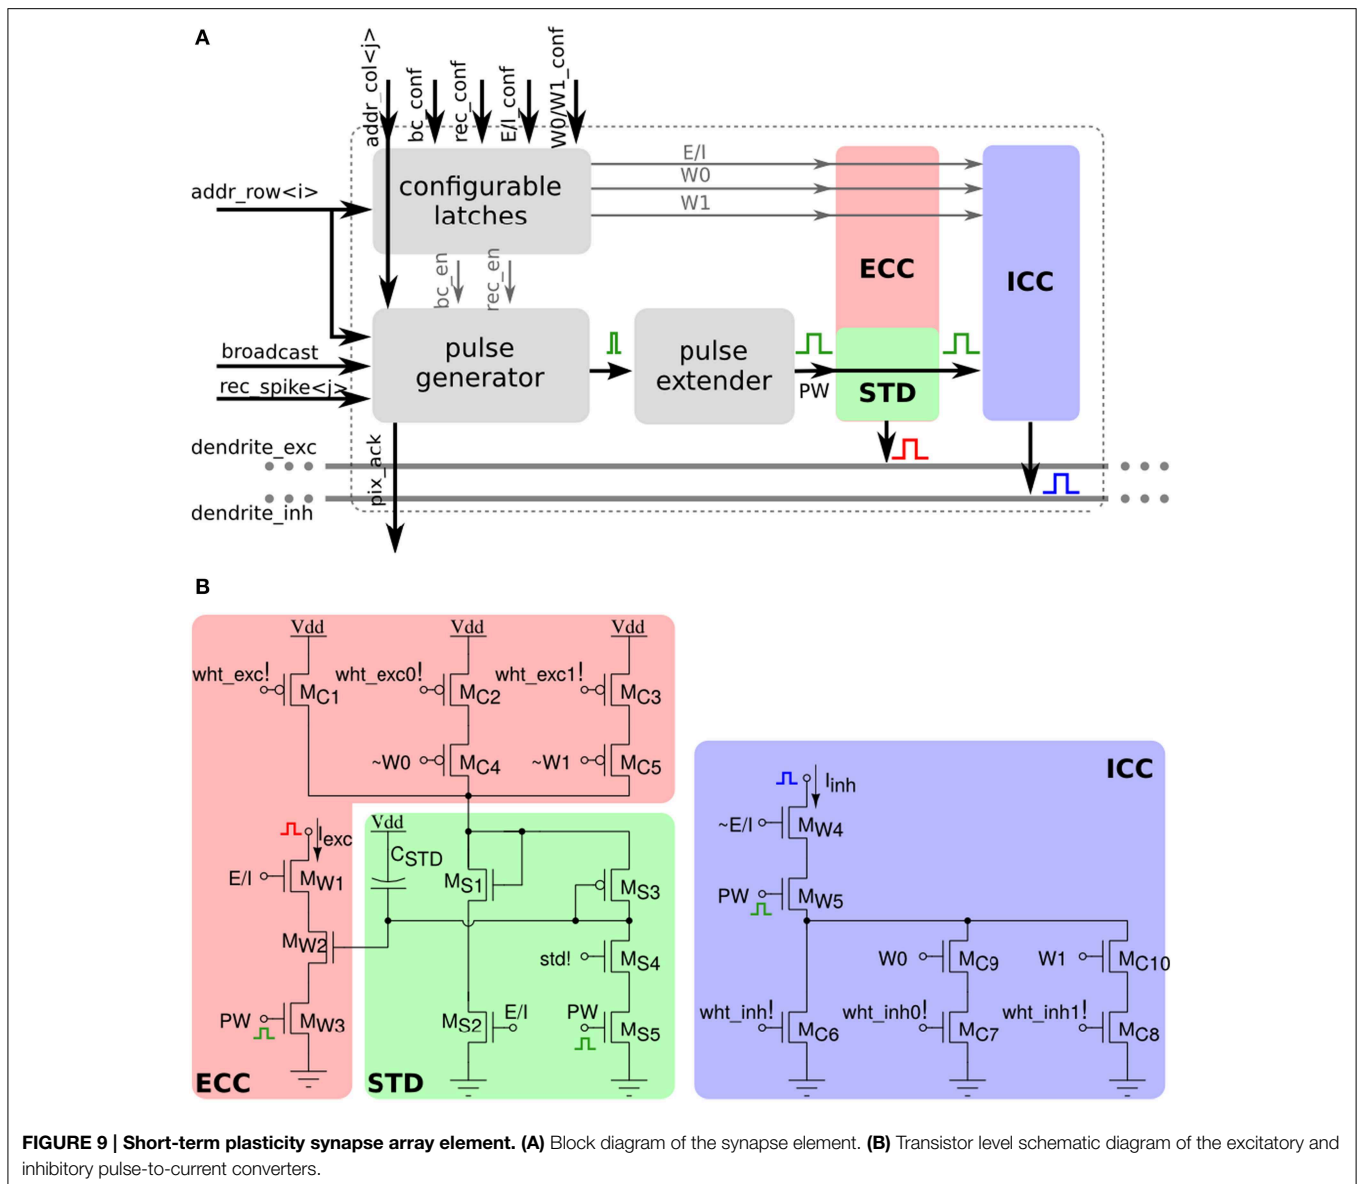 A
addr_col<j>
bc_conf
rec_conf
E/I_conf
W0/W1_conf
addr_row<i>
configurable
latches
E/I
W0
W1
ECC
ICC
bc_en
rec_en
broadcast
rec_spike<j>
pulse
generator
pulse
extender
PW
STD
dendrite_exc
pix_ack
dendrite_inh
B
Vdd
Vdd
Vdd
wht_exc!
MC1
wht_exc0!
MC2
wht_exc1!
MC3
~W0
MC4
~W1
MC5
ICC
Iinh
~E/I
MW4
Iexc
Vdd
CSTD
E/I
MW1
MS1
MS3
PW
MW5
MW2
std!
MS4
W0
MC9
W1
MC10
PW
MW3
MS2
E/I
PW
MS5
wht_inh!
MC6
wht_inh0!
MC7
wht_inh1!
MC8
ECC
STD
FIGURE 9 | Short-term plasticity synapse array element. (A) Block diagram of the synapse element. (B) Transistor level schematic diagram of the excitatory and
inhibitory pulse-to-current converters.